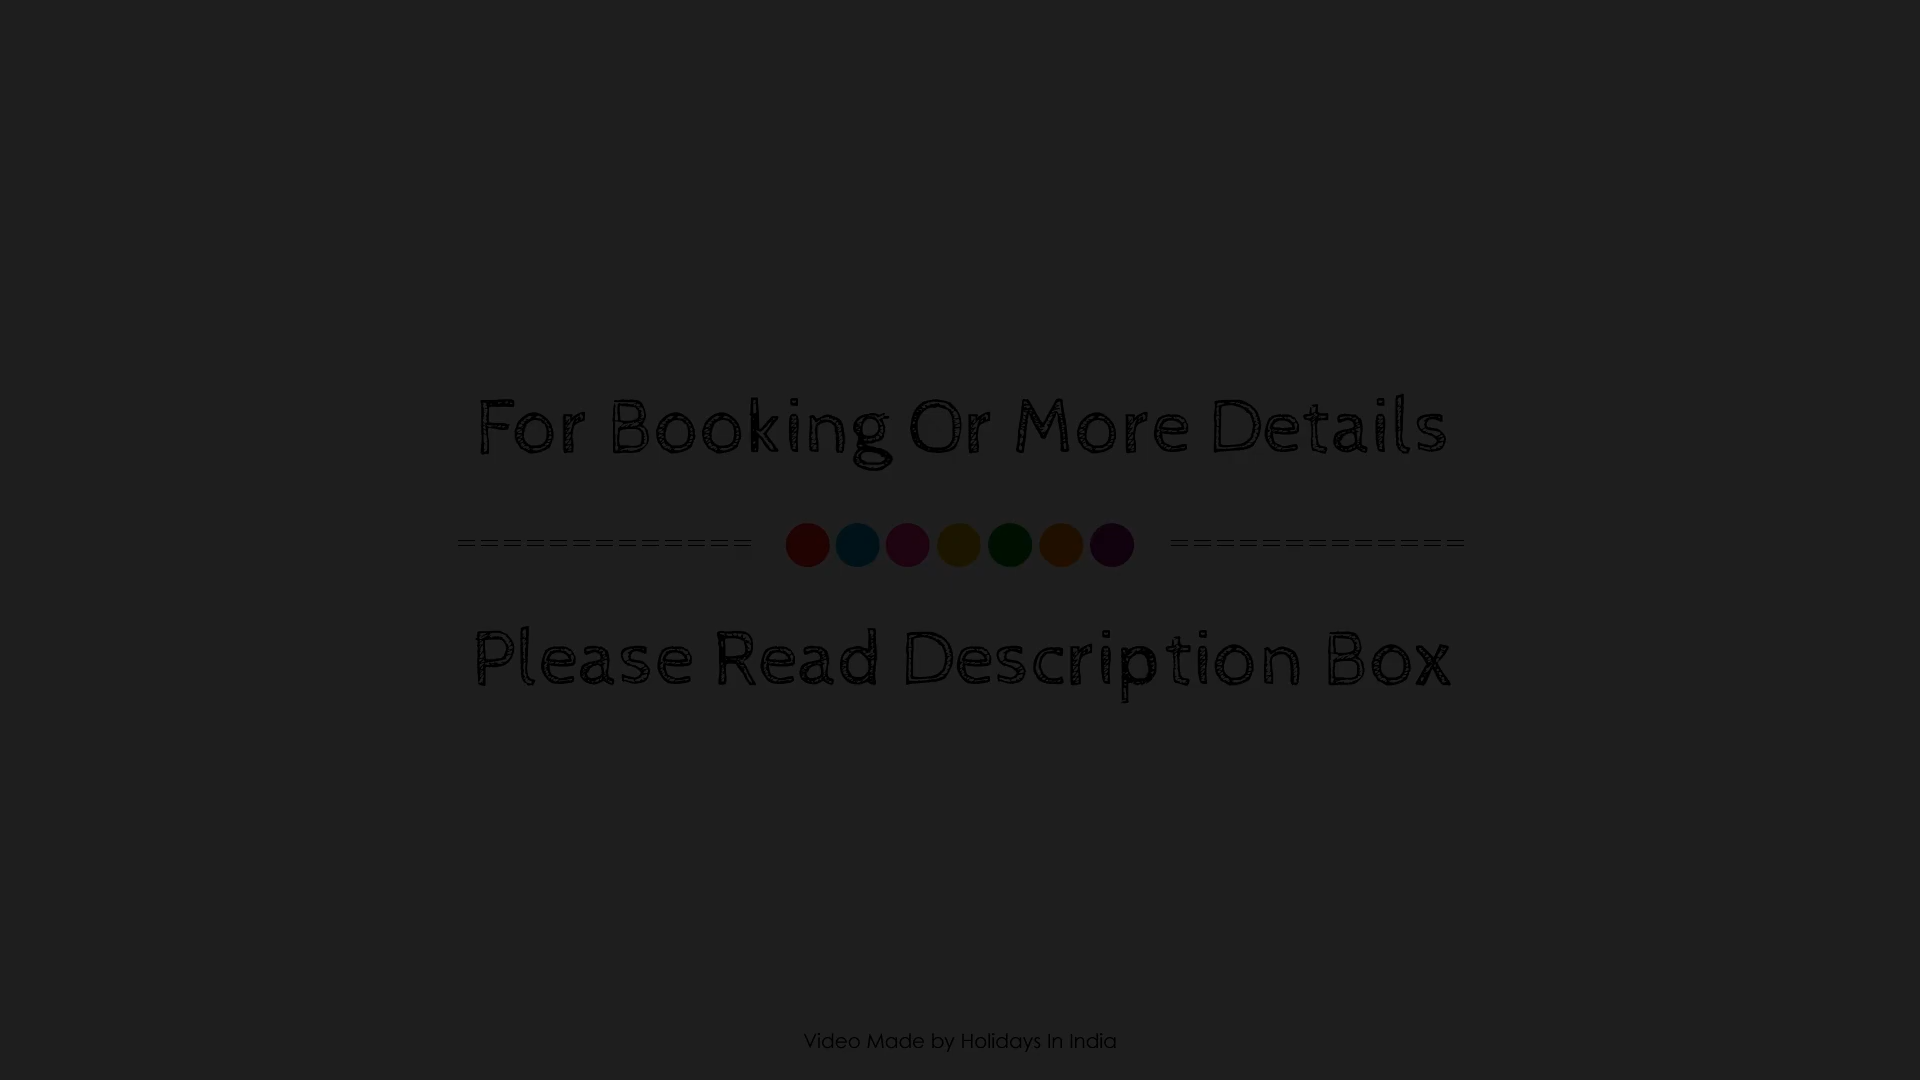 For Booking Or More Details
============= =============
Please Read Description Box
Video Made by Holidays In India